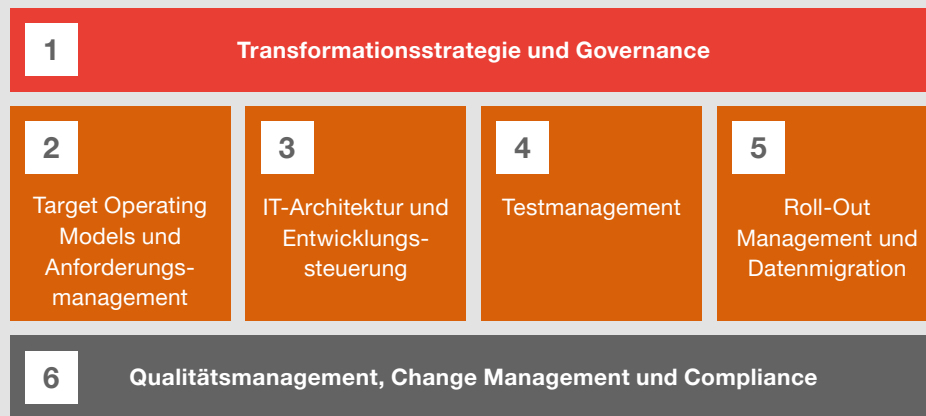 1
Transformationsstrategie und Governance
2
Target Operating
Models und
Anforderungs-
management
3
IT-Architektur und
Entwicklungs-
steuerung
4
Testmanagement
5
Roll-Out
Management und
Datenmigration
6
Qualitätsmanagement, Change Management und Compliance